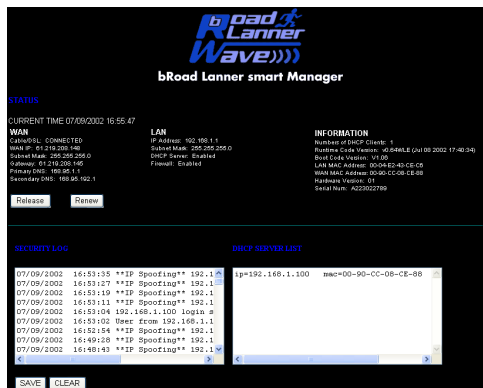 bRoad
Lanner
Wave
bRoad Lanner smart Manager
STATUS
CURRENT TIME 07/09/2002 16:55:47
WAN
Cable/DSL: CONNECTED
WAN IP: 61.219.208.148
Subnet Mask: 255.255.255.0
Gateway: 61.219.208.145
Primary DNS: 168.95.1.1
Secondary DNS: 168.95.192.1
Release Renew
LAN
IP Address: 192.168.1.1
Subnet Mask: 255.255.255.0
DHCP Server: Enabled
Firewall: Enabled
INFORMATION
Numbers of DHCP Clients: 1
Runtime Code Version: v0.64WLE (Jul 08 2002 17:40:34)
Boot Code Version: V1.06
LAN MAC Address: 00-04-E2-43-CE-C6
WAN MAC Address: 00-90-CC-08-CE-88
Hardware Version: 01
Serial Num: A223022789
SECURITY LOG
07/09/2002 16:53:35 **IP Spoofing** 192.1
07/09/2002 16:53:27 **IP Spoofing** 192.1
07/09/2002 16:53:19 **IP Spoofing** 192.1
07/09/2002 16:53:11 **IP Spoofing** 192.1
07/09/2002 16:53:04 192.168.1.100 login s
07/09/2002 16:53:02 User from 192.168.1.1
07/09/2002 16:52:54 **IP Spoofing** 192.1
07/09/2002 16:49:28 **IP Spoofing** 192.1
07/09/2002 16:48:43 **IP Spoofing** 192.1
DHCP SERVER LIST
ip=192.168.1.100 mac=00-90-CC-08-CE-88
SAVE CLEAR